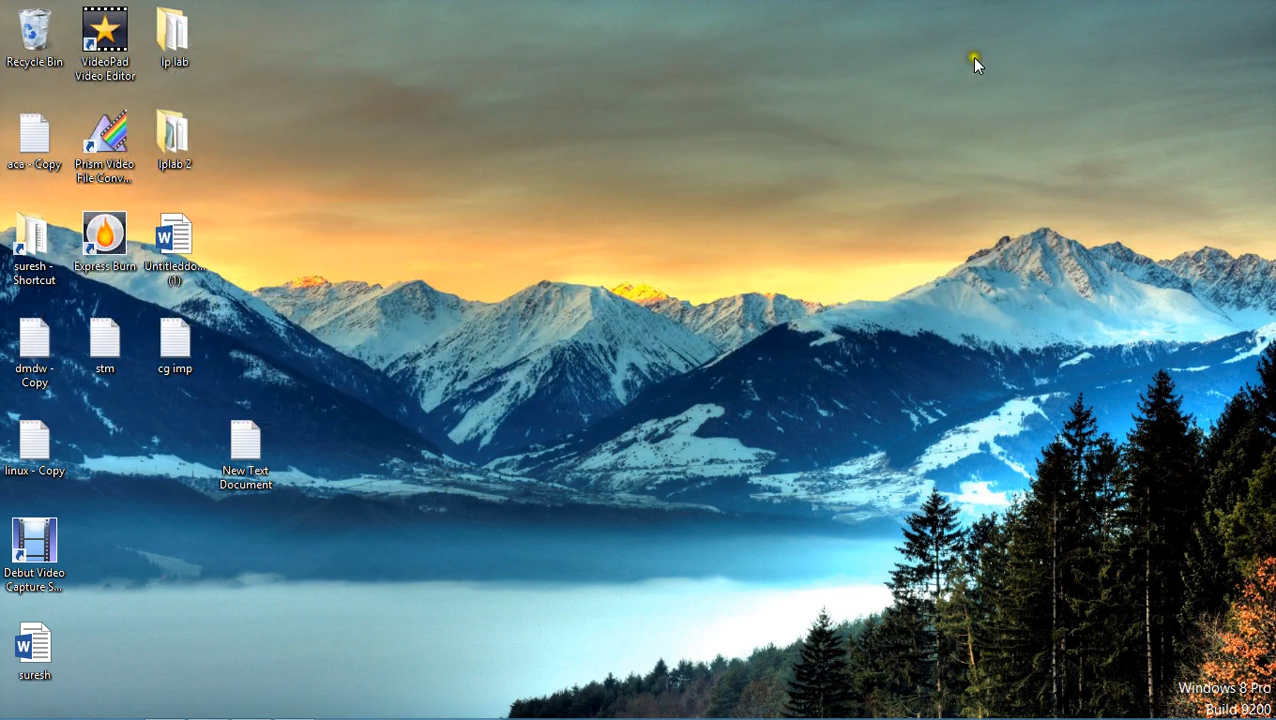 Recycle Bin
VideoPad
Video Editor
lp lab
aca - Copy
Prism Video
File Conv...
lplab 2
suresh -
Shortcut
Express Burn
Untitleddo...
(1)
dmdw -
Copy
stm
cg imp
linux - Copy
New Text
Document
Debut Video
Capture S...
suresh
Windows 8 Pro
Build 9200